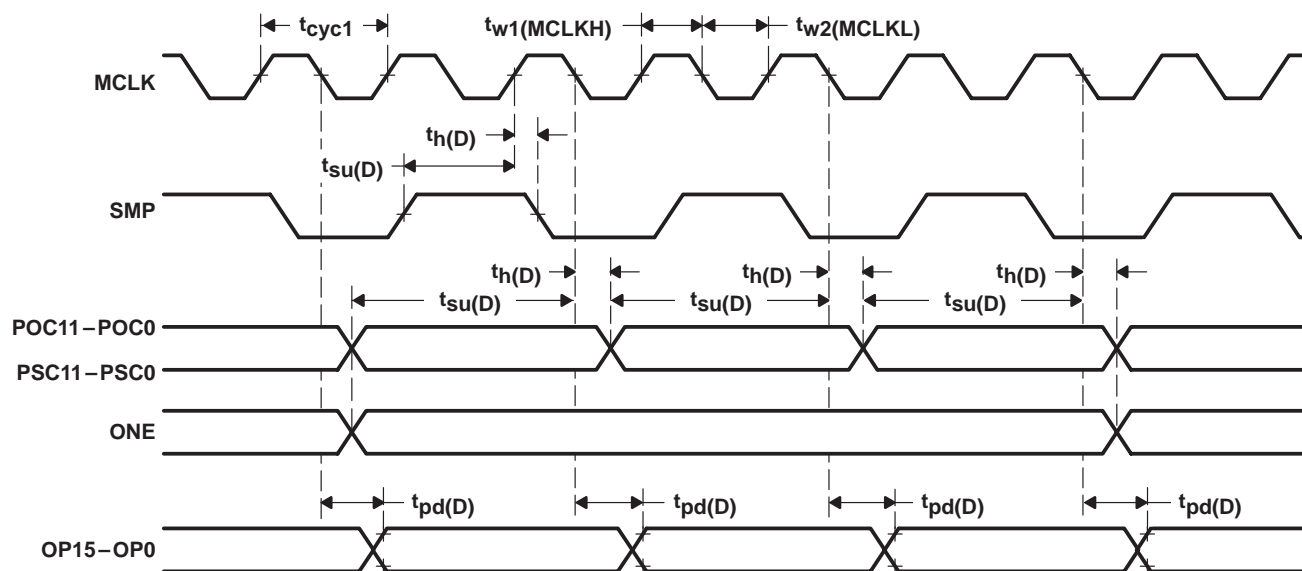 tcyc1 tw1(MCLKH) tw2(MCLKL)
MCLK
th(D)
tsu(D)
SMP
th(D) th(D) th(D)
tsu(D) tsu(D) tsu(D)
POC11–POC0
PSC11–PSC0
ONE
tpd(D) tpd(D) tpd(D) tpd(D)
OP15–OP0